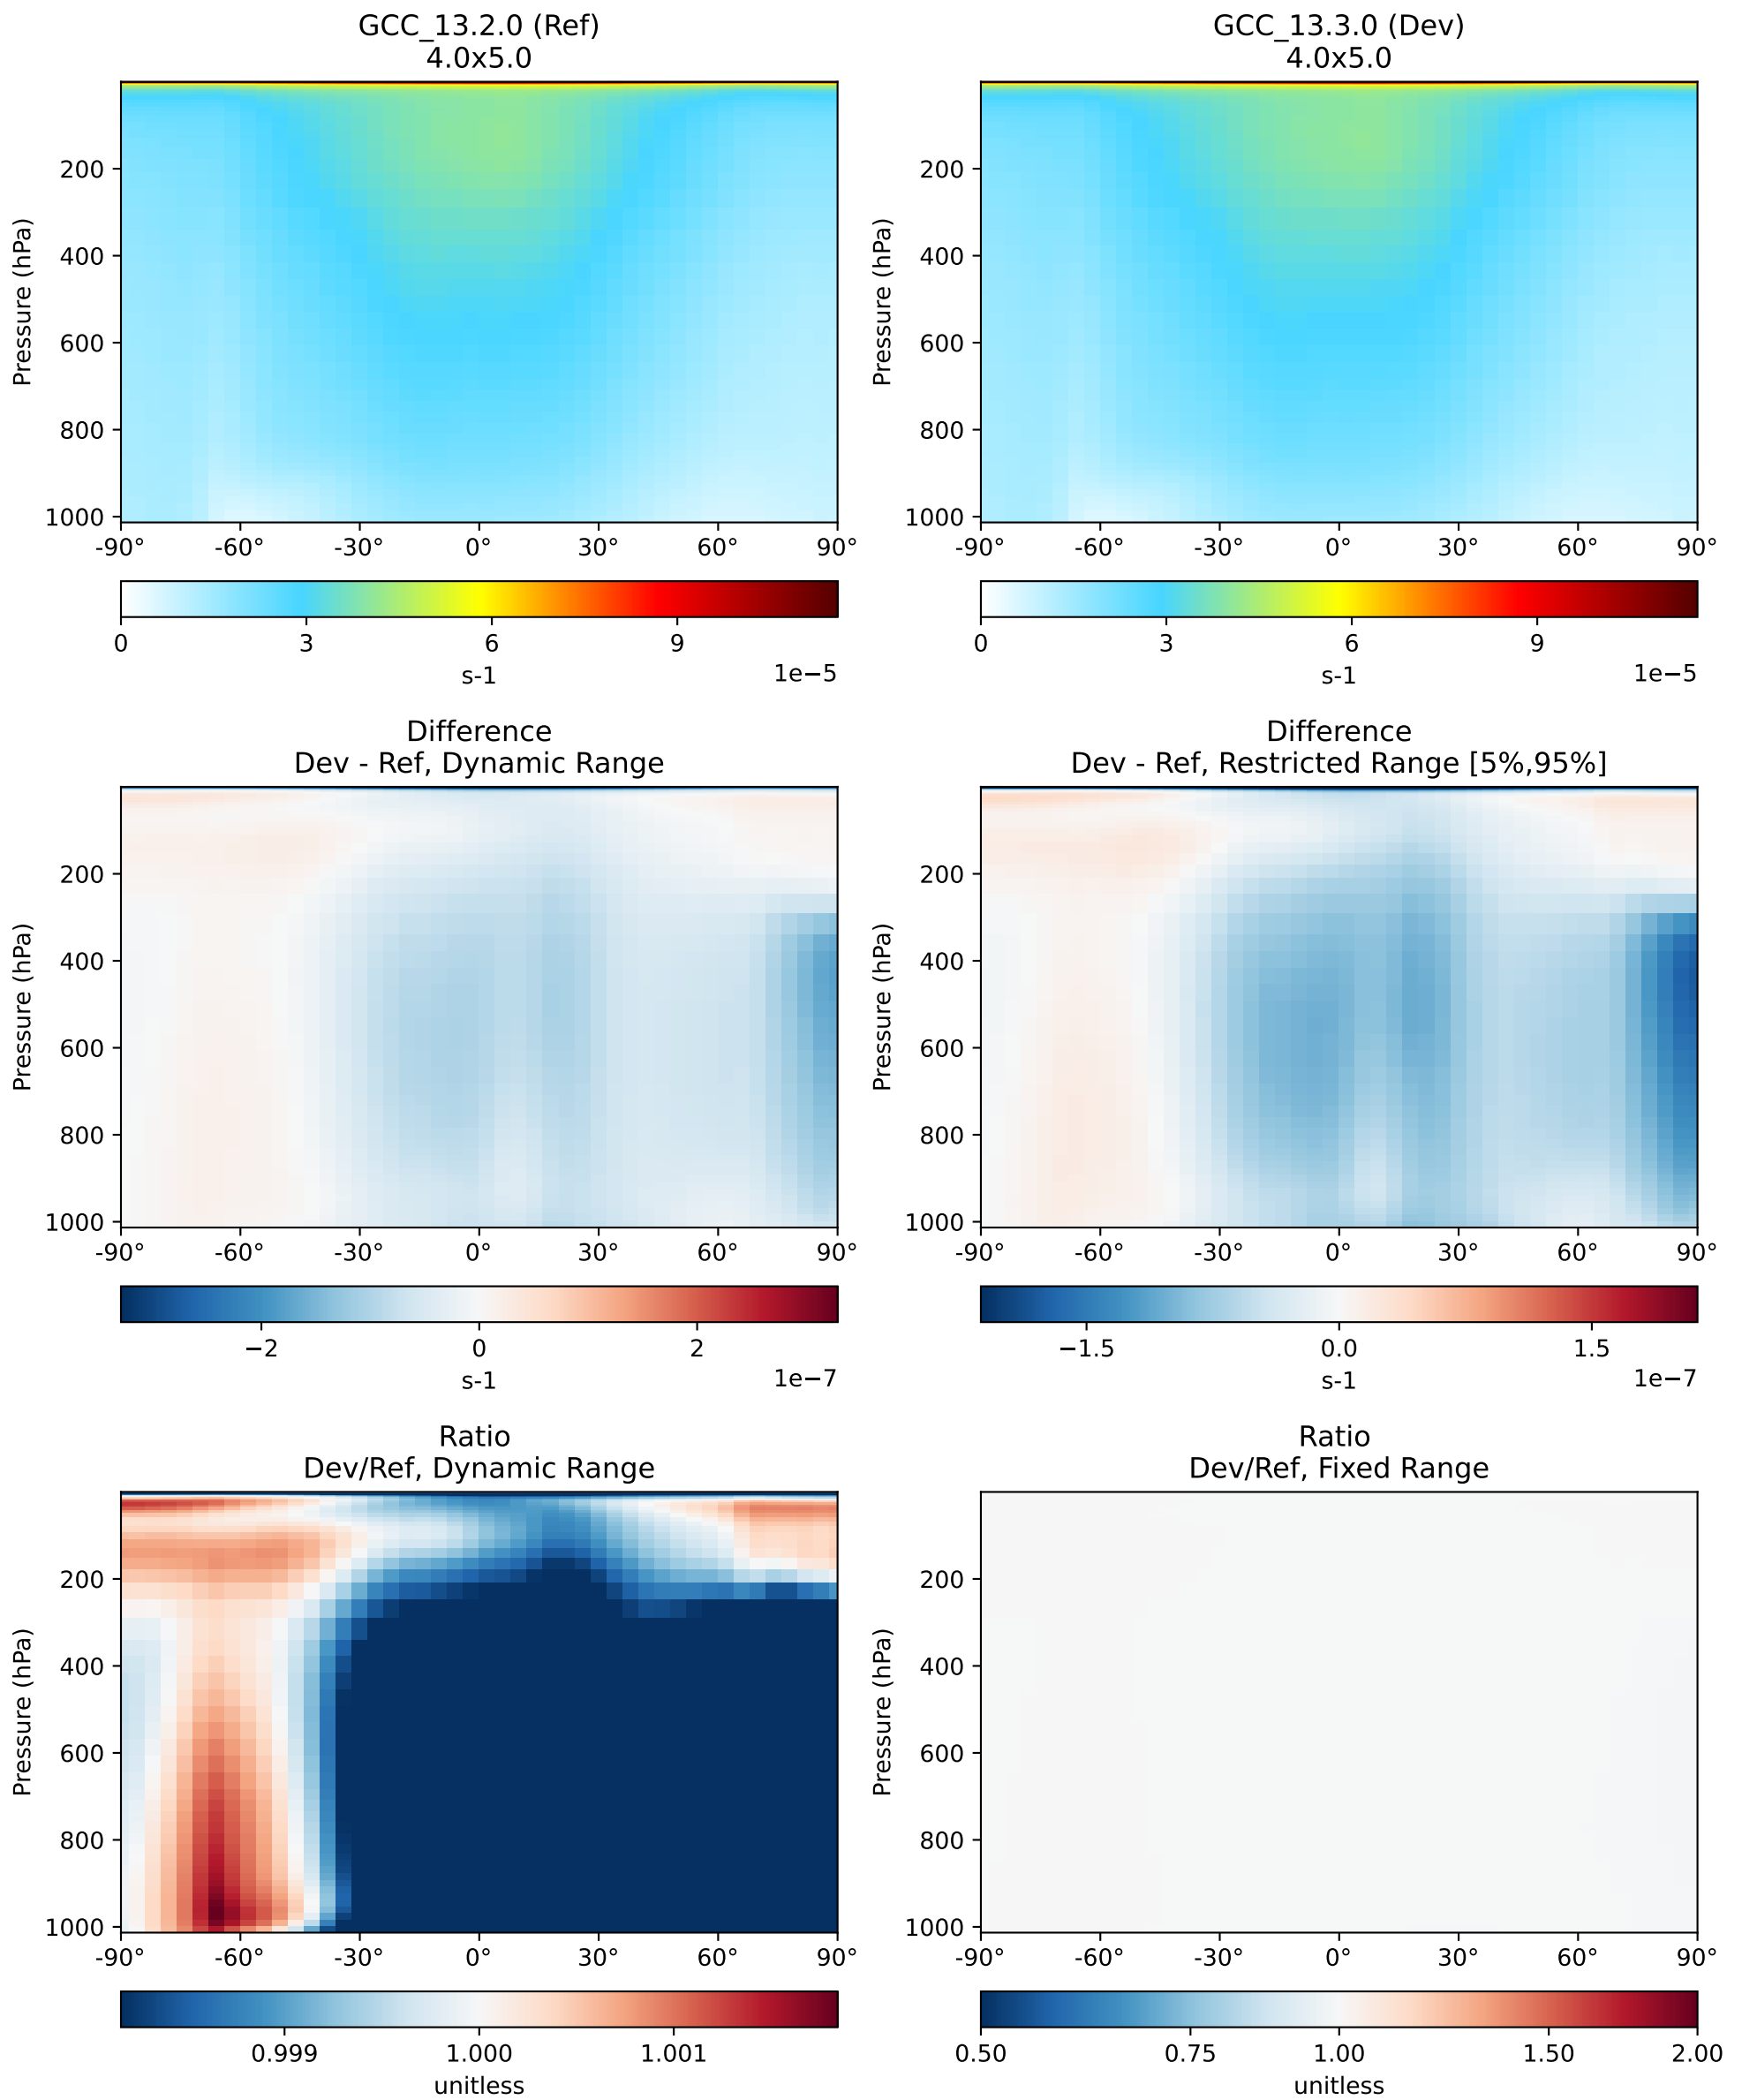 GCC_13.2.0 (Ref)
4.0x5.0
Pressure (hPa)
200
400
600
800
1000
-90° -60° -30° 0° 30° 60° 90°
0 3 6 9
s-1
1e−5
GCC_13.3.0 (Dev)
4.0x5.0
Pressure (hPa)
200
400
600
800
1000
-90° -60° -30° 0° 30° 60° 90°
0 3 6 9
s-1
1e−5
Difference
Dev - Ref, Dynamic Range
Pressure (hPa)
200
400
600
800
1000
-90° -60° -30° 0° 30° 60° 90°
−2 0 2
s-1
1e−7
Difference
Dev - Ref, Restricted Range [5%,95%]
Pressure (hPa)
200
400
600
800
1000
-90° -60° -30° 0° 30° 60° 90°
−1.5 0.0 1.5
s-1
1e−7
Ratio
Dev/Ref, Dynamic Range
Pressure (hPa)
200
400
600
800
1000
-90° -60° -30° 0° 30° 60° 90°
0.999 1.000 1.001
unitless
Ratio
Dev/Ref, Fixed Range
Pressure (hPa)
200
400
600
800
1000
-90° -60° -30° 0° 30° 60° 90°
0.50 0.75 1.00 1.50 2.00
unitless